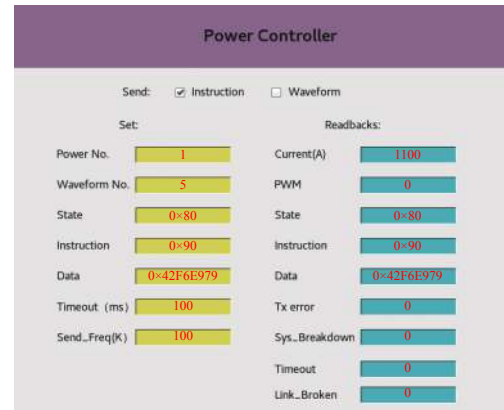 Power Controller
Send: Instruction Waveform
Set: Readbacks:
Power No. 1 Current(A) 1100
Waveform No. 5 PWM 0
State 0×80 State 0×80
Instruction 0×90 Instruction 0×90
Data 0×42F6E979 Data 0×42F6E979
Timeout (ms) 100 Tx error 0
Send_Freq(K) 100 Sys_Breakdown 0
Timeout 0
Link_Broken 0